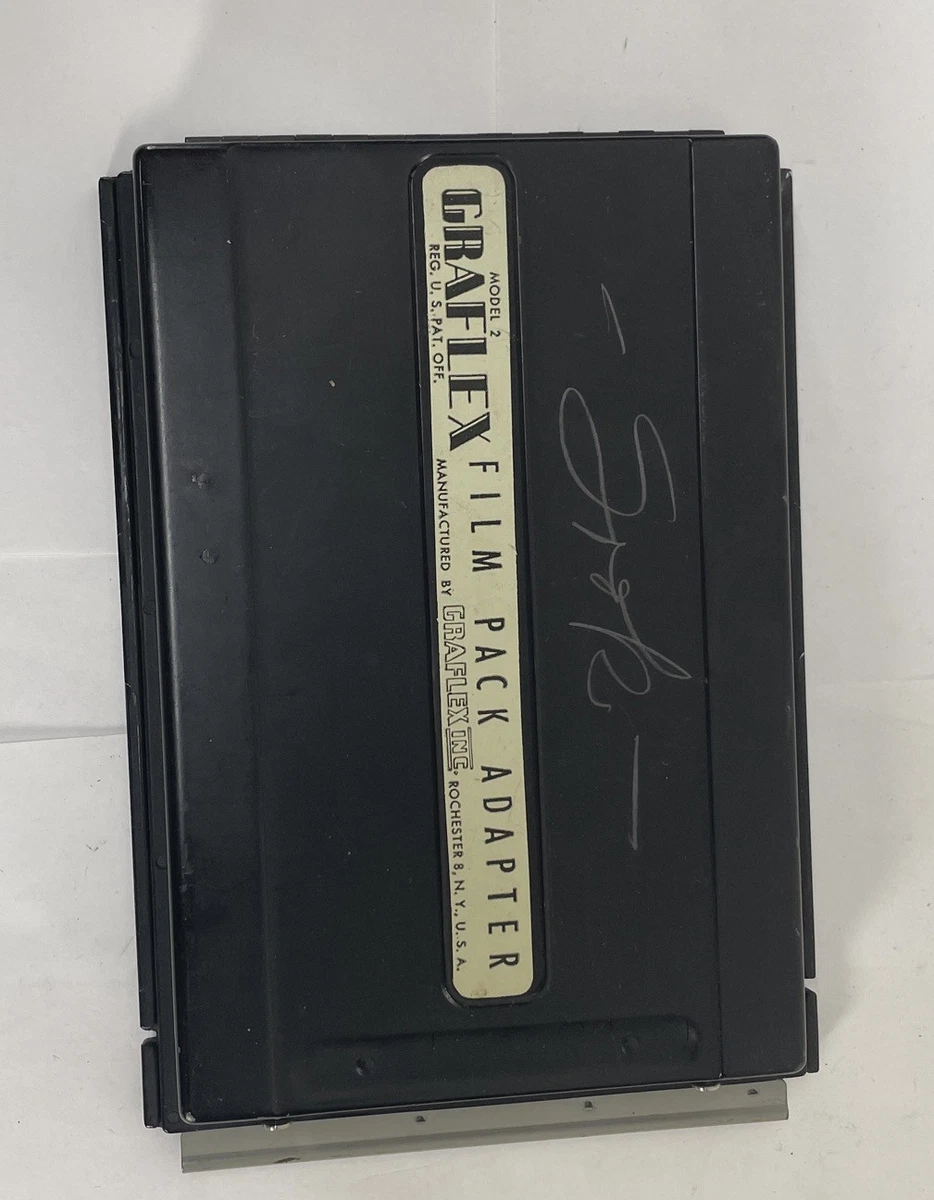 MODEL 2
GRAFLEX FILM PACK ADAPTER
REG. U. S. PAT. OFF. MANUFACTURED BY GRAFLEX INC. ROCHESTER 8, N. Y., U. S. A.